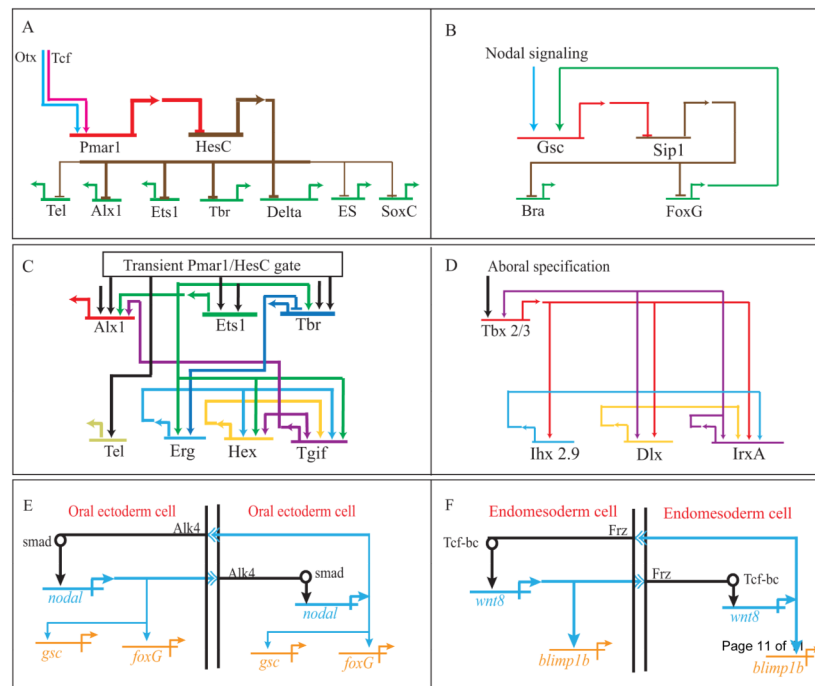 A
Otx
Tcf
Pmar1
HesC
Tel
Alx1
Ets1
Tbr
Delta
ES
SoxC
B
Nodal signaling
Gsc
Sip1
Bra
FoxG
C
Transient Pmar1/HesC gate
Alx1
Ets1
Tbr
Tel
Erg
Hex
Tgif
D
Aboral specification
Tbx 2/3
Ihx 2.9
Dlx
IrxA
E
Oral ectoderm cell
Oral ectoderm cell
Alk4
smad
nodal
Alk4
smad
nodal
gsc
foxG
gsc
foxG
F
Endomesoderm cell
Endomesoderm cell
Frz
Tcf-bc
wnt8
Frz
Tcf-bc
wnt8
blimp1b
Page 11 of
blimp1b